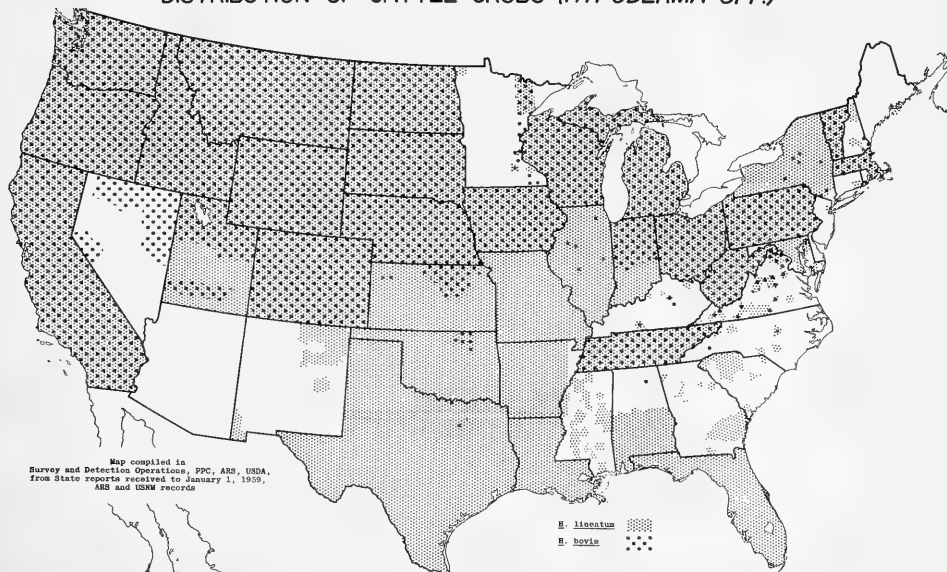 DISTRIBUTION OF CATTLE GRUBS (HYPODERMA SPP.)
Map compiled in
Survey and Detection Operations, PPC, ARS, USDA,
from State reports received to January 1, 1959,
ARS and USNM records
H. lineatum
H. bovis